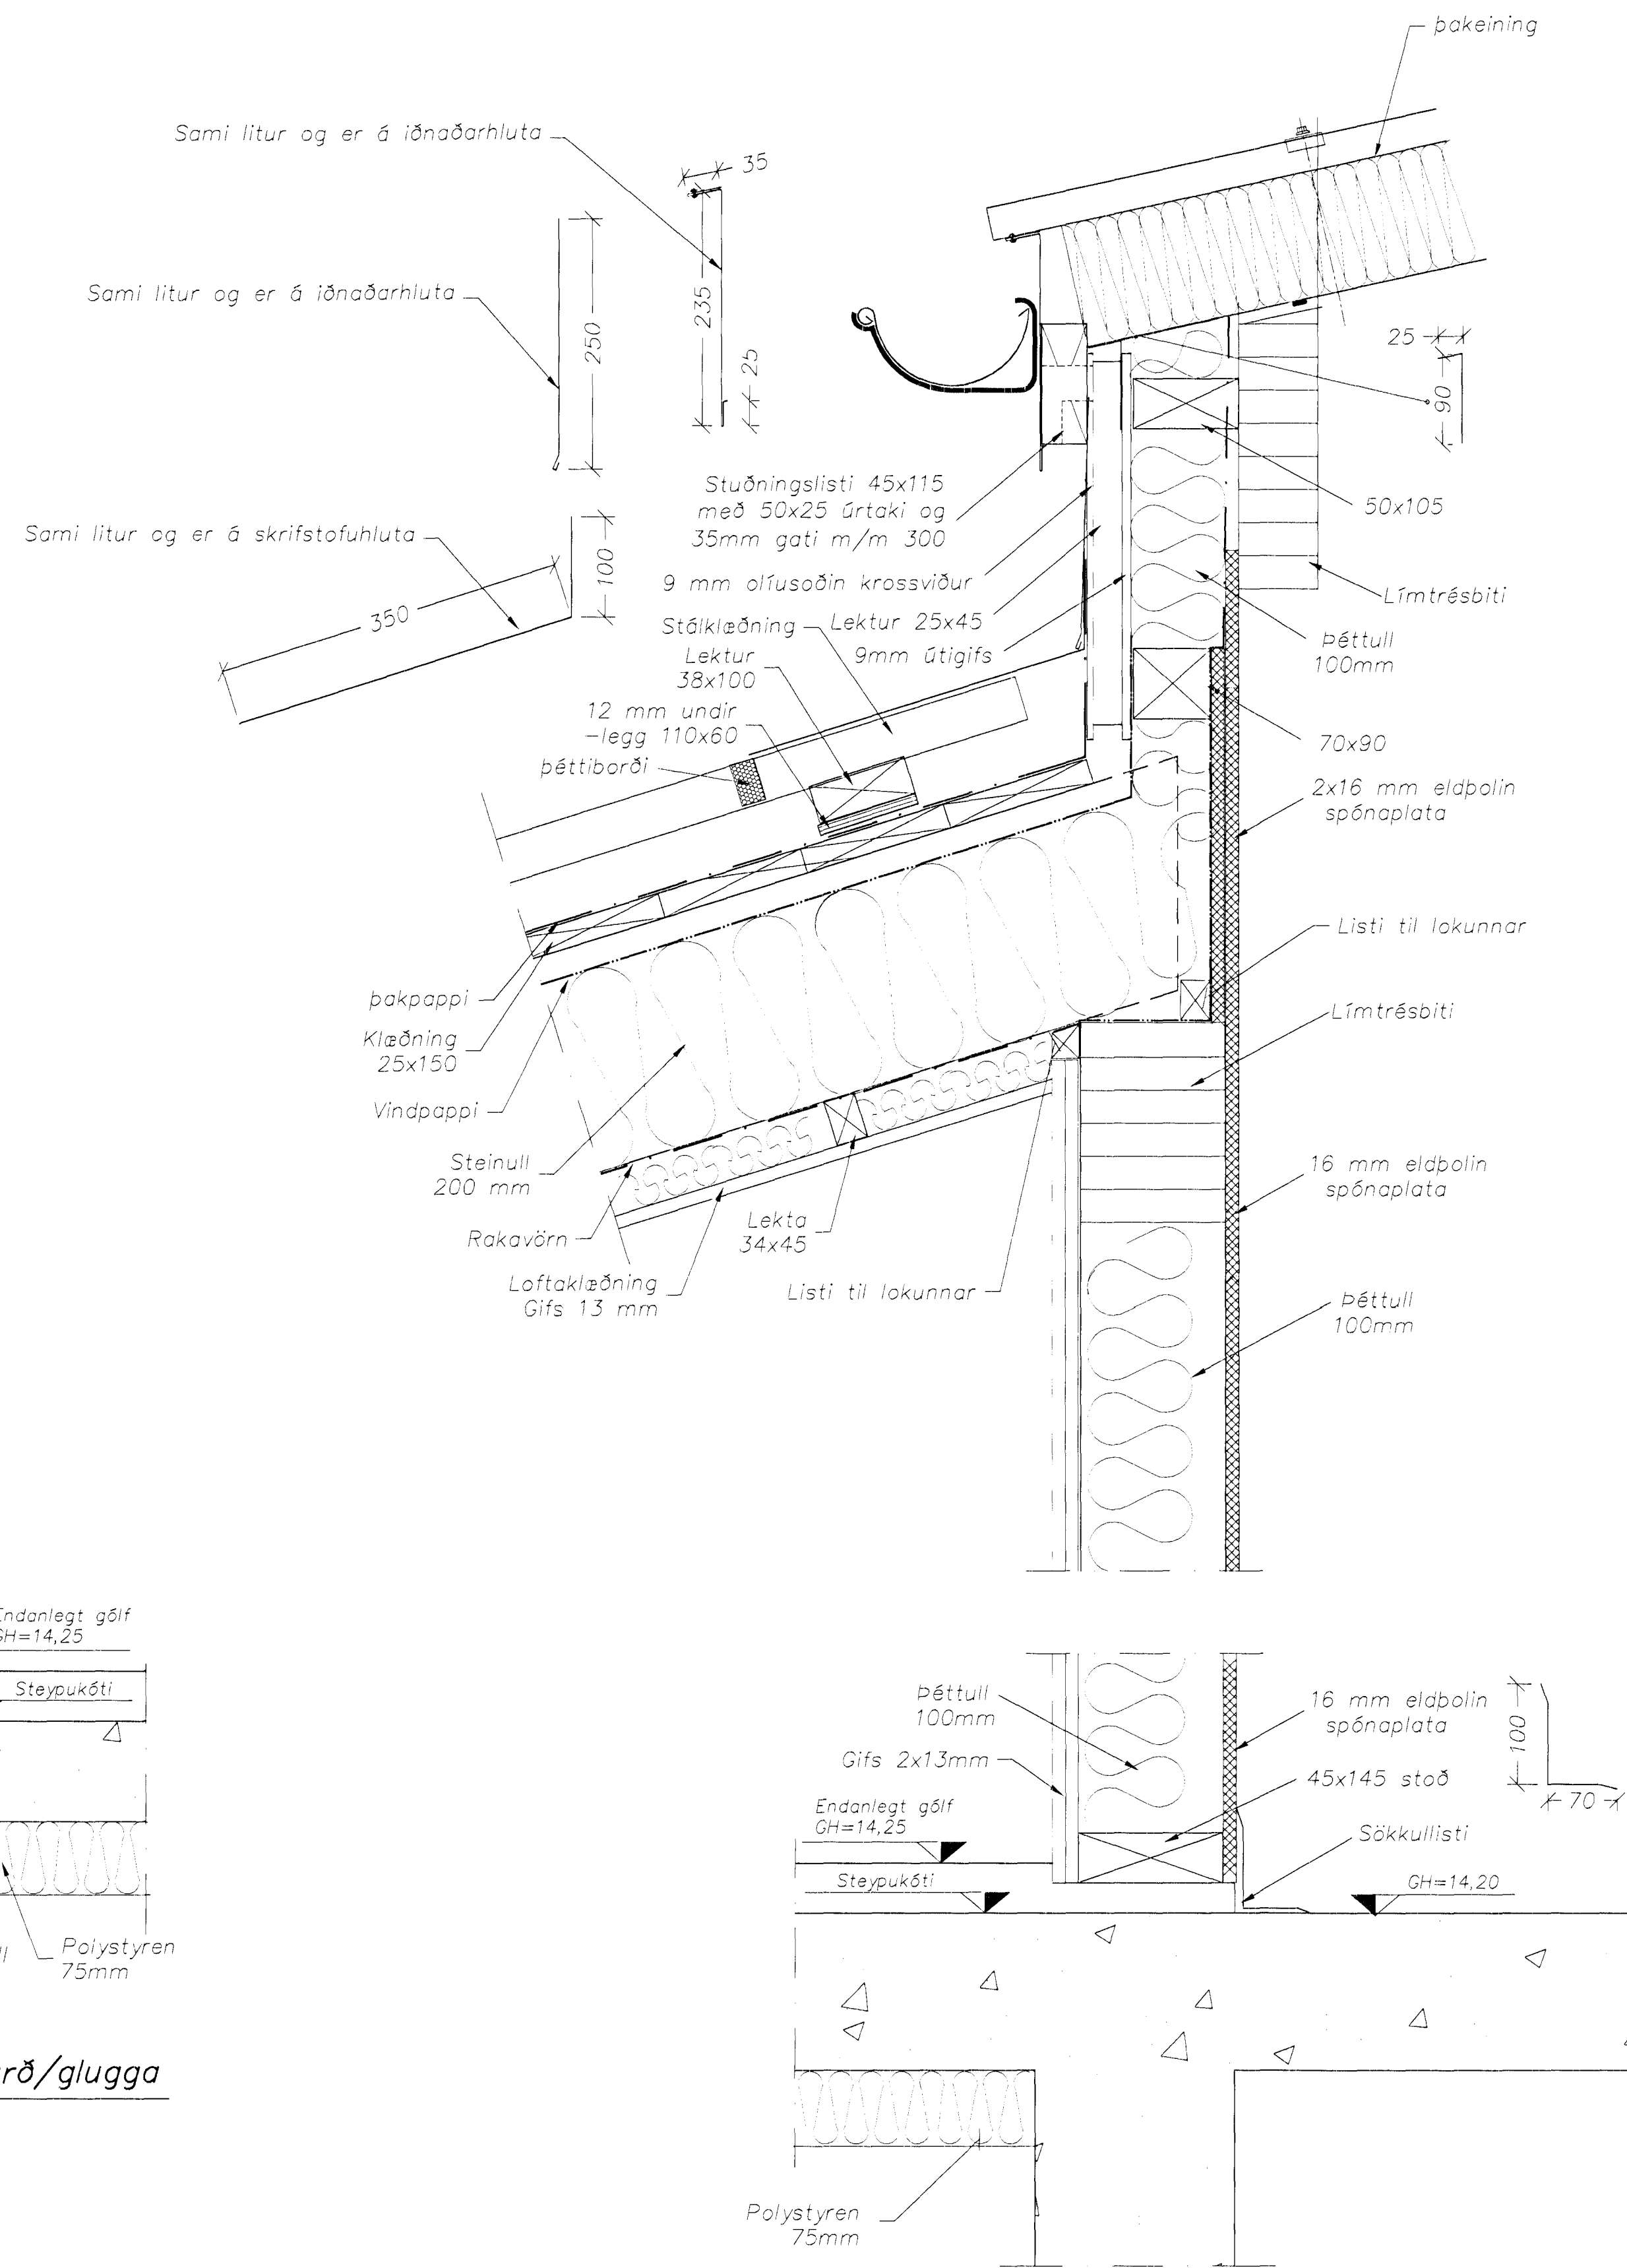 þakeining
Sami litur og er á iðnaðarhluta
35
Sami litur og er á iðnaðarhluta
250
235
25
25
90
Stuðningslisti 45x115
með 50x25 úrtaki og
35mm gati m/m 300
50x105
Sami litur og er á skrifstofuhluta
100
350
9 mm olíusoðin krossviður
Límtrésbiti
Stálklæðning
Lektur 25x45
Þéttull
100mm
Lektur
38x100
9mm útigifs
12 mm undir
-legg 110x60
70x90
þéttiborði
2x16 mm eldþolin
spónaplata
Listi til lokunnar
þakpappi
Límtrésbiti
Klæðning
25x150
Vindpappi
Steinull
200 mm
16 mm eldþolin
spónaplata
Rakavörn
Lekta
34x45
Loftaklæðning
Gifs 13 mm
Listi til lokunnar
Þéttull
100mm
Endanlegt gólf
GH=14,25
Steypukóti
Polystyren
75mm
rð/glugga
Þéttull
100mm
16 mm eldþolin
spónaplata
100
70
Gifs 2x13mm
45x145 stoð
Endanlegt gólf
GH=14,25
Sökkullisti
Steypukóti
GH=14,20
Polystyren
75mm